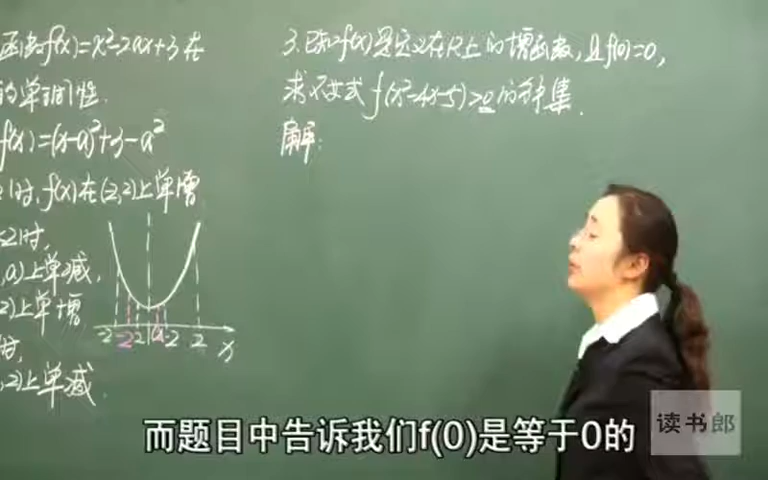 函数f(x)=x²-2ax+3在
的单调性.
f(x)=(x-a)²+3-a²
时,f(x)在(-2,2)上单增
<2时,
,a)上单减,
2)上单增
时,
,2)上单减.
-2 -2 -2 a 2 2 x
3.已知f(x)是定义在R上的增函数,且f(0)=0,
求不等式f(x²-4x-5)>0的解集.
解:
而题目中告诉我们f(0)是等于0的
读书郎